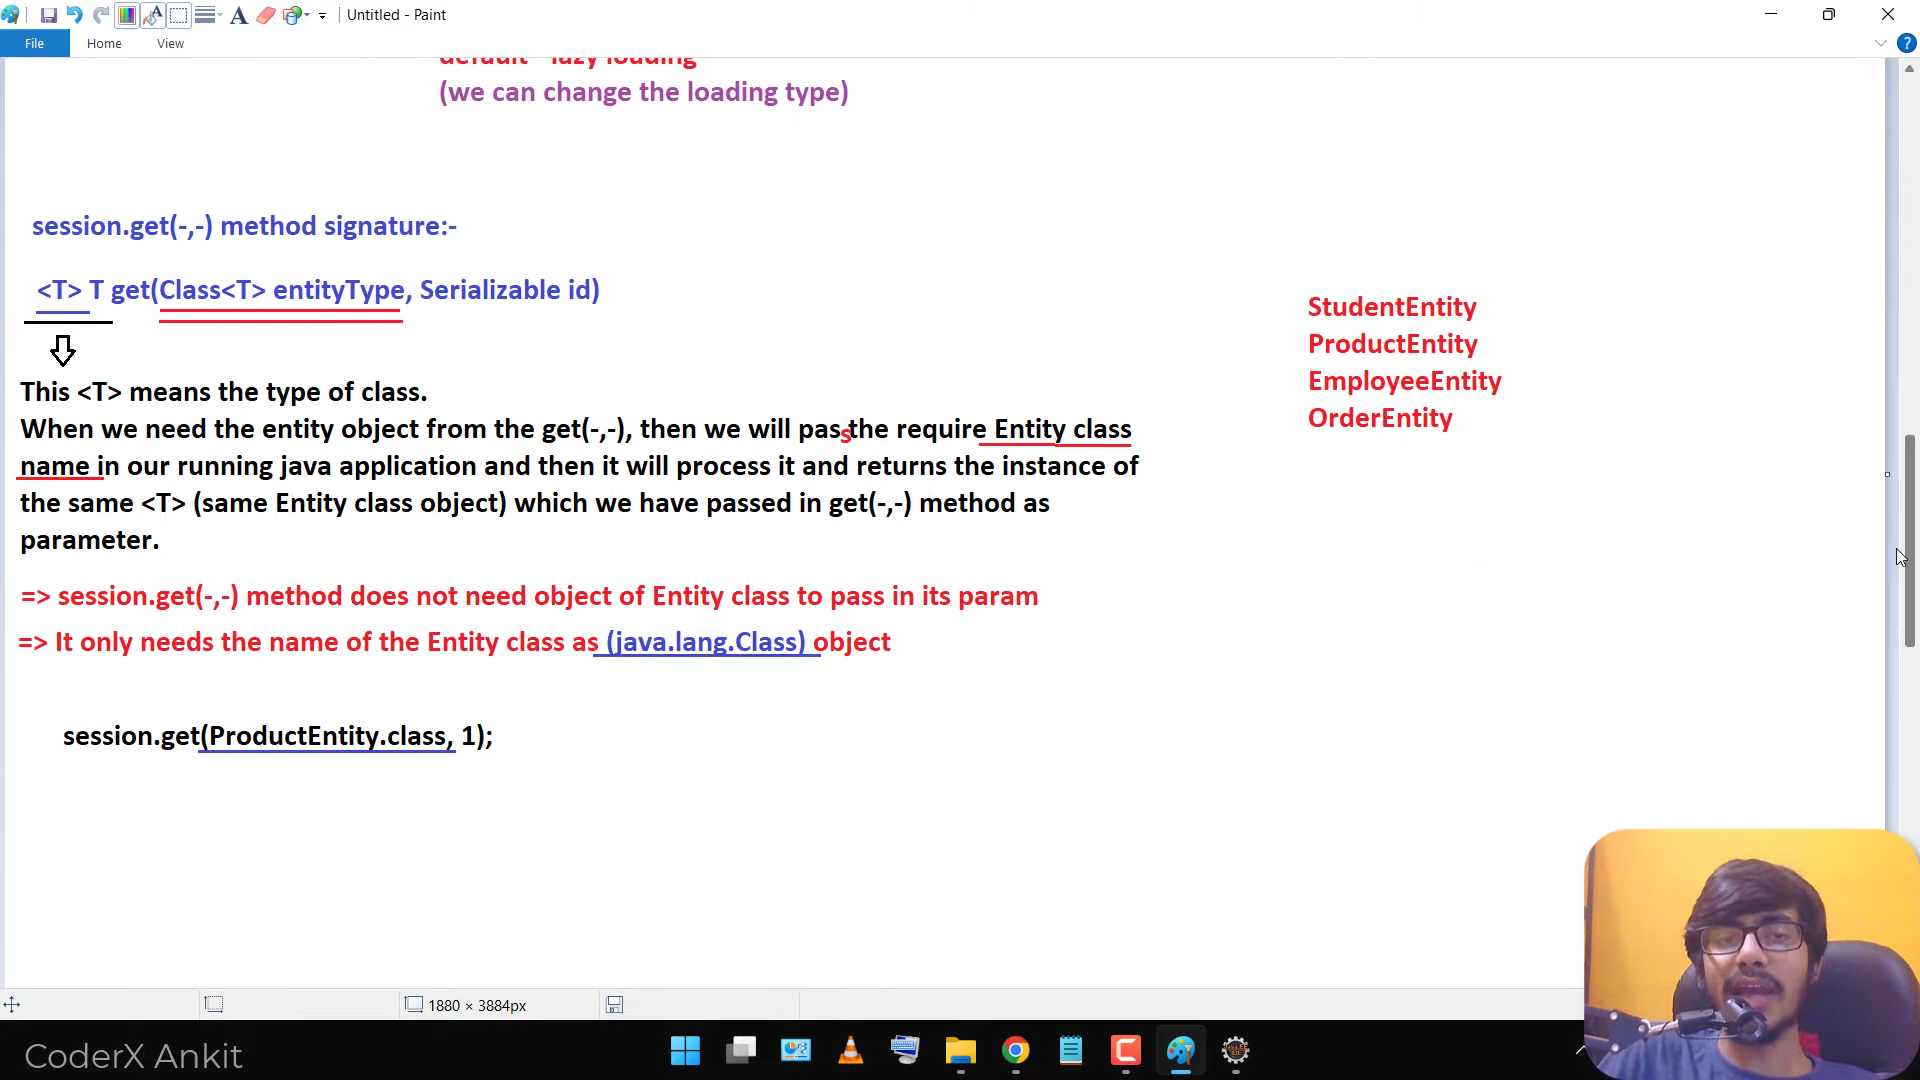 Untitled - Paint
File Home View
default - lazy loading
(we can change the loading type)
session.get(-,-) method signature:-
<T> T get(Class<T> entityType, Serializable id)
StudentEntity
ProductEntity
EmployeeEntity
OrderEntity
This <T> means the type of class.
When we need the entity object from the get(-,-), then we will pass the require Entity class
name in our running java application and then it will process it and returns the instance of
the same <T> (same Entity class object) which we have passed in get(-,-) method as
parameter.
=> session.get(-,-) method does not need object of Entity class to pass in its param
=> It only needs the name of the Entity class as (java.lang.Class) object
session.get(ProductEntity.class, 1);
1880 × 3884px
CoderX Ankit